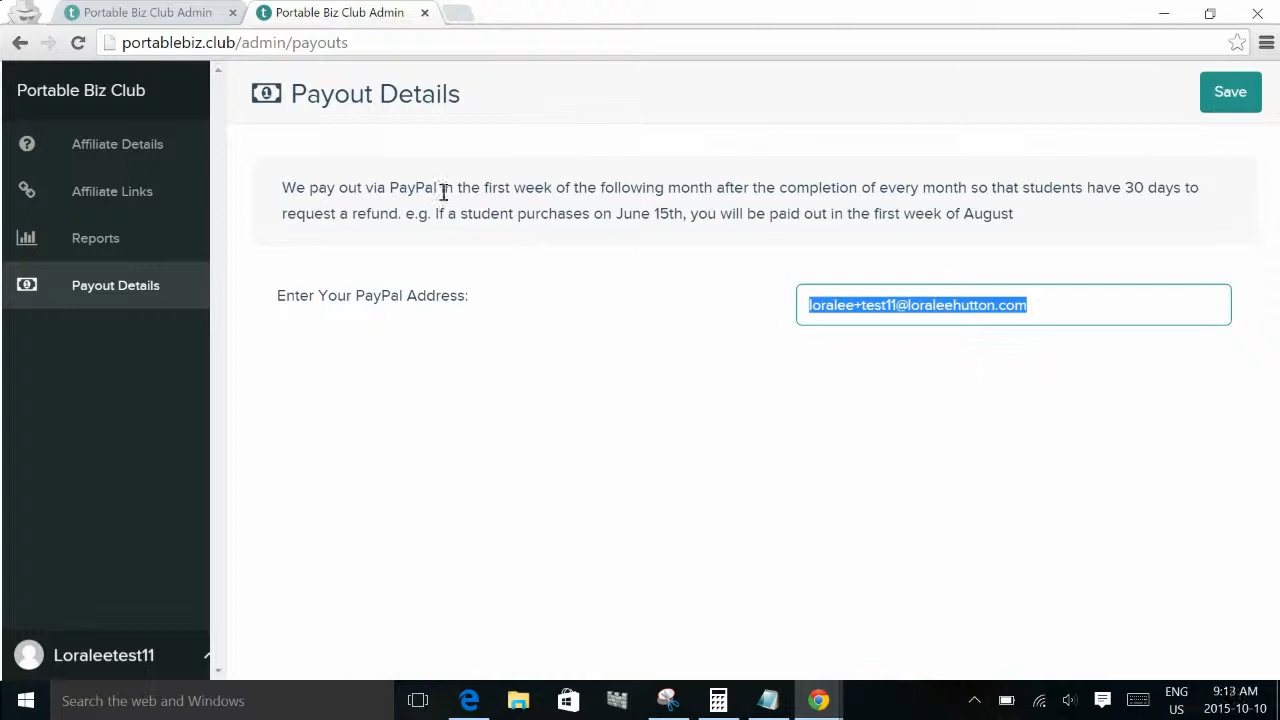 Portable Biz Club Admin
Portable Biz Club Admin
portablebiz.club/admin/payouts
Portable Biz Club
Affiliate Details
Affiliate Links
Reports
Payout Details
Loraleetest11
Payout Details
Save
We pay out via PayPal in the first week of the following month after the completion of every month so that students have 30 days to
request a refund. e.g. If a student purchases on June 15th, you will be paid out in the first week of August
Enter Your PayPal Address:
loralee+test11@loraleehutton.com
Search the web and Windows
ENG
US
9:13 AM
2015-10-10